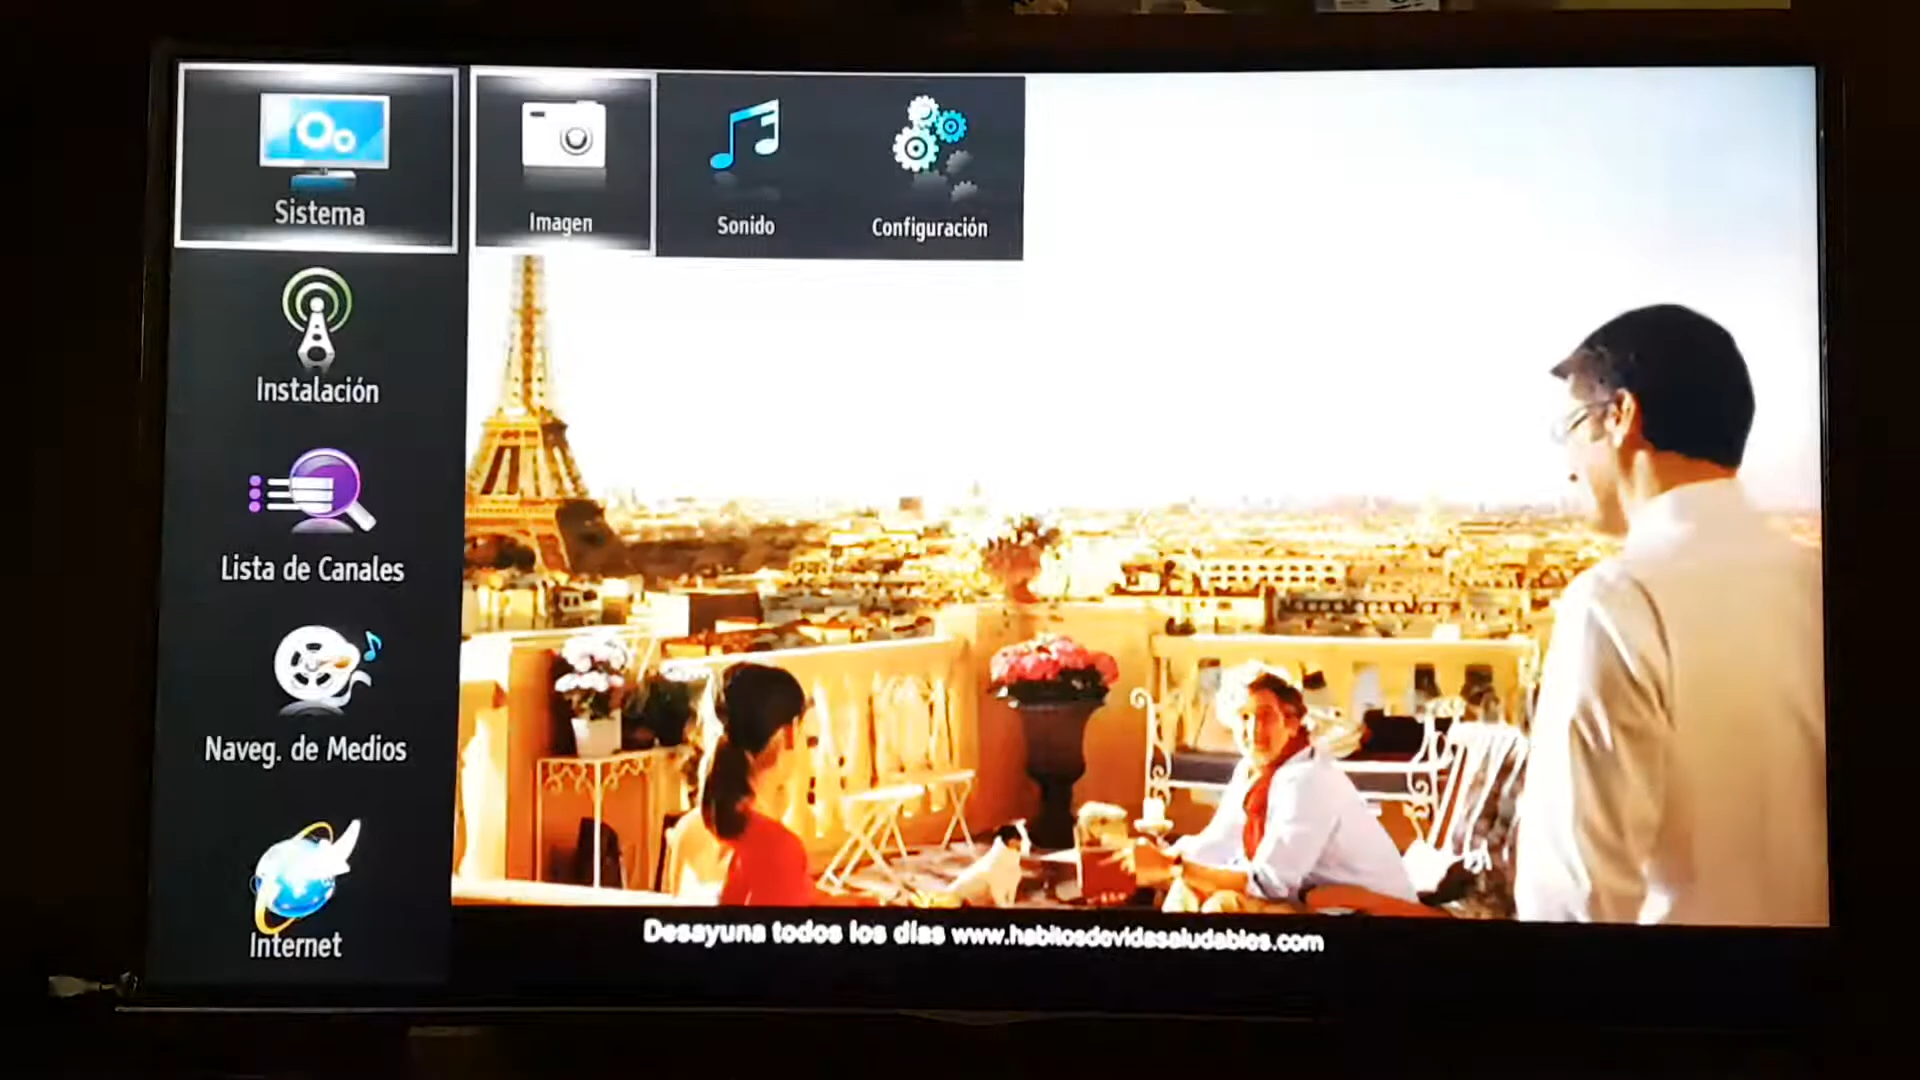 Sistema
Imagen
Sonido
Configuración
Instalación
Lista de Canales
Naveg. de Medios
Internet
Desayuna todos los días www.habitosdevidasaludables.com